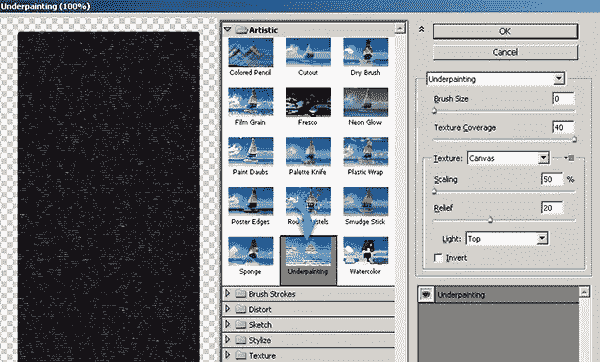 Underpainting (100%)
Artistic
Colored Pencil
Cutout
Dry Brush
Film Grain
Fresco
Neon Glow
Paint Daubs
Palette Knife
Plastic Wrap
Poster Edges
Smudge Stick
Sponge
Underpainting
Watercolor
Brush Strokes
Distort
Sketch
Stylize
Texture
OK
Cancel
Underpainting
Brush Size 0
Texture Coverage 40
Texture: Canvas
Scaling 50 %
Relief 20
Light: Top
Invert
Underpainting